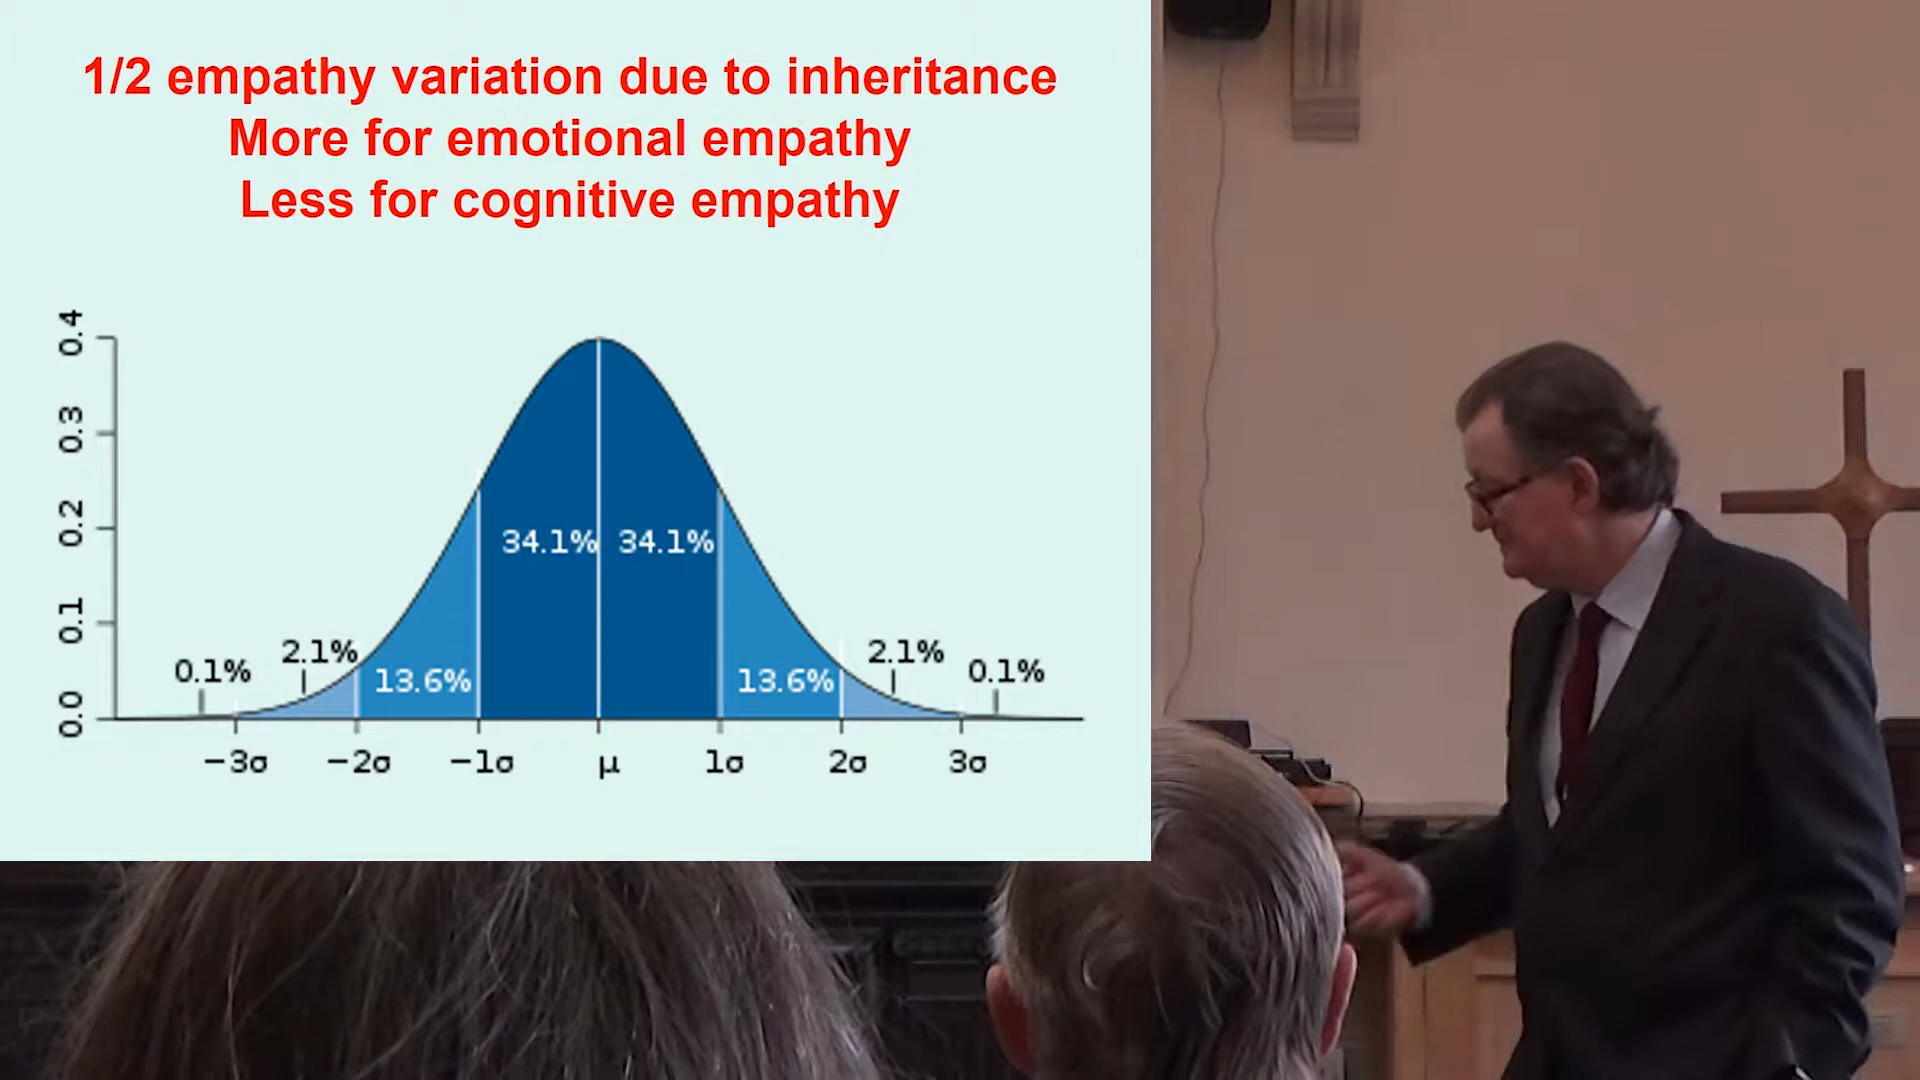 1/2 empathy variation due to inheritance
More for emotional empathy
Less for cognitive empathy
0.4
0.3
0.2
0.1
0.0
34.1% 34.1%
0.1% 2.1% 13.6% 13.6% 2.1% 0.1%
−3σ −2σ −1σ μ 1σ 2σ 3σ